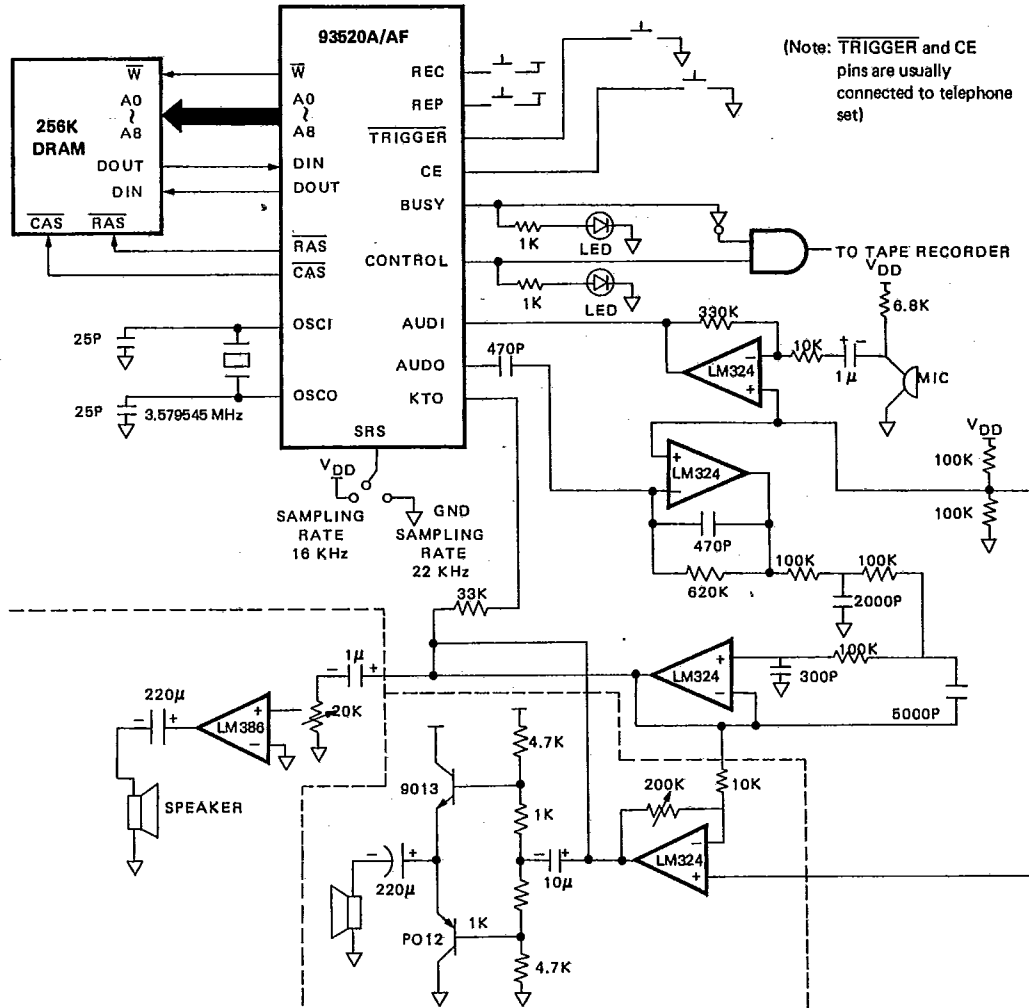 93520A/AF
(Note: TRIGGER and CE
pins are usually
connected to telephone
set)
W
W
REC
A0
~
A8
A0
~
A8
REP
256K
DRAM
TRIGGER
DOUT
DIN
CE
DIN
DOUT
BUSY
CAS
RAS
RAS
1K
LED
TO TAPE RECORDER
CAS
CONTROL
VDD
1K
LED
6.8K
25P
OSCI
AUDI
330K
10K
+
-
1μ
MIC
-
+
LM324
470P
AUDO
25P
3.579545 MHz
OSCO
KTO
SRS
VDD
VDD
100K
+
-
LM324
100K
SAMPLING
RATE
16 KHz
GND
SAMPLING
RATE
22 KHz
470P
620K
100K
100K
2000P
33K
1μ
-
+
LM324
+
-
100K
300P
5000P
220μ
-
+
LM386
+
-
20K
4.7K
10K
9013
200K
SPEAKER
1K
-
+
220μ
-
+
10μ
LM324
-
+
PO12
1K
4.7K